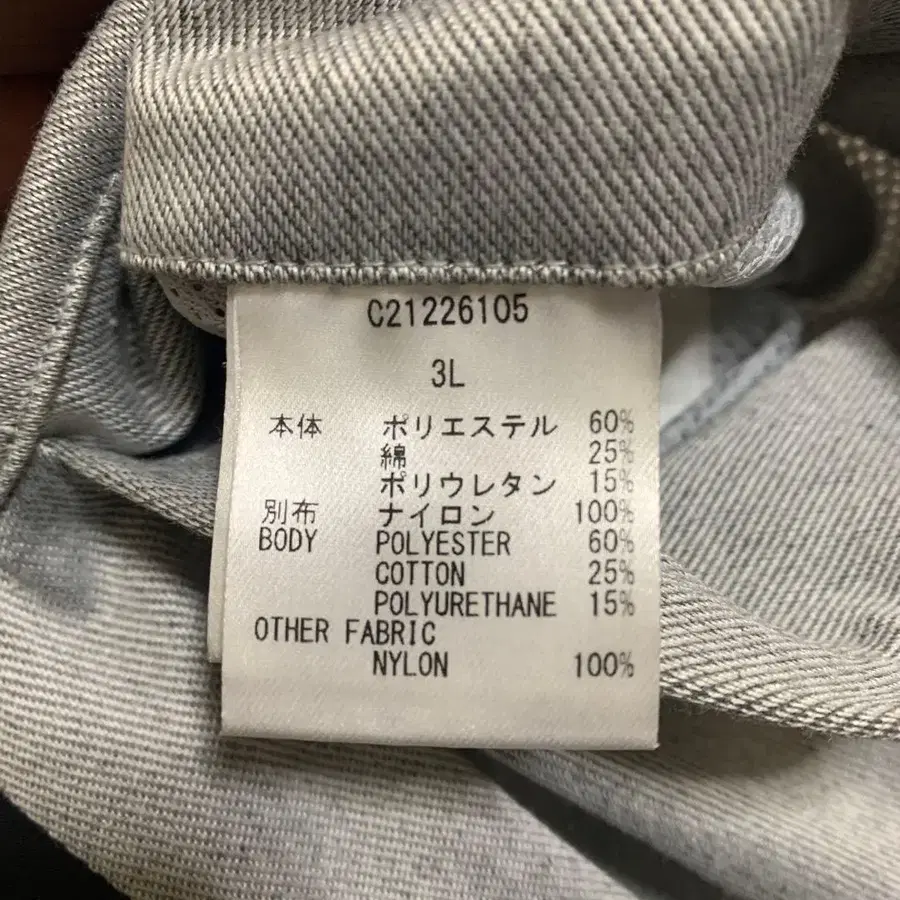 C21226105
3L
本体 ポリエステル 60%
綿 25%
ポリウレタン 15%
別布 ナイロン 100%
BODY POLYESTER 60%
COTTON 25%
POLYURETHANE 15%
OTHER FABRIC
NYLON 100%